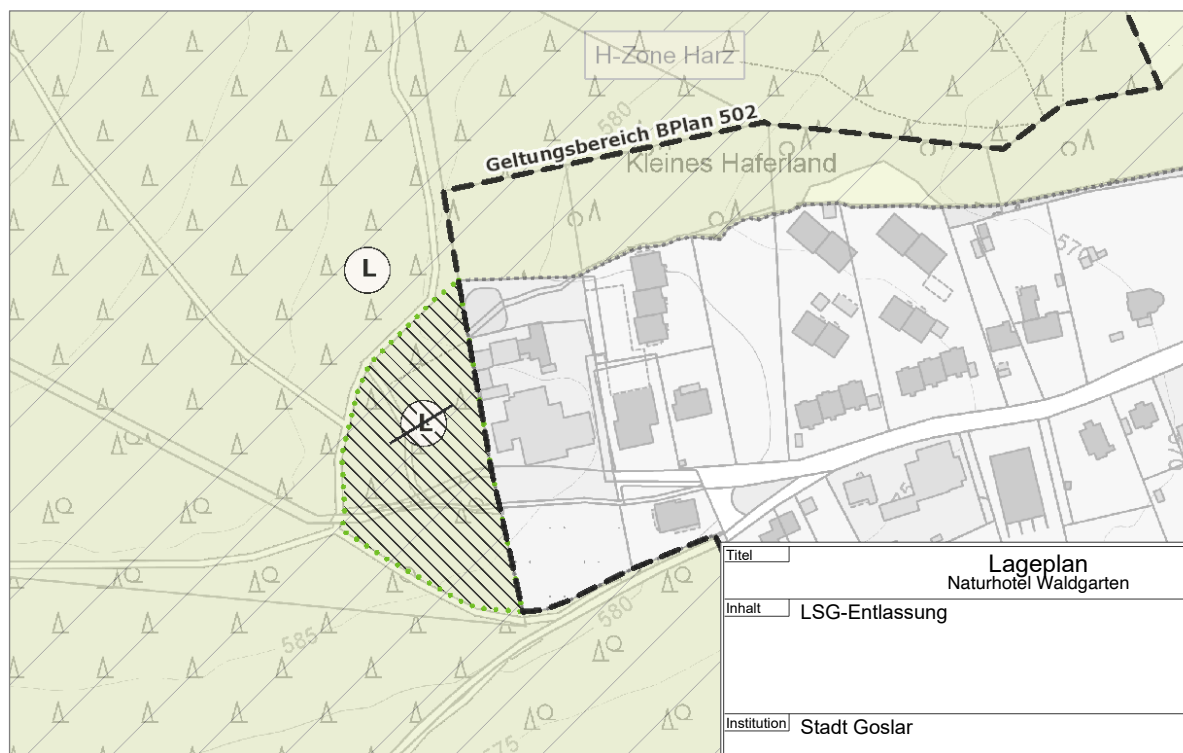 H-Zone Harz
580
Geltungsbereich BPlan 502
Kleines Haferland
L
L
585
580
575
Titel
Lageplan
Naturhotel Waldgarten
Inhalt
LSG-Entlassung
Institution
Stadt Goslar